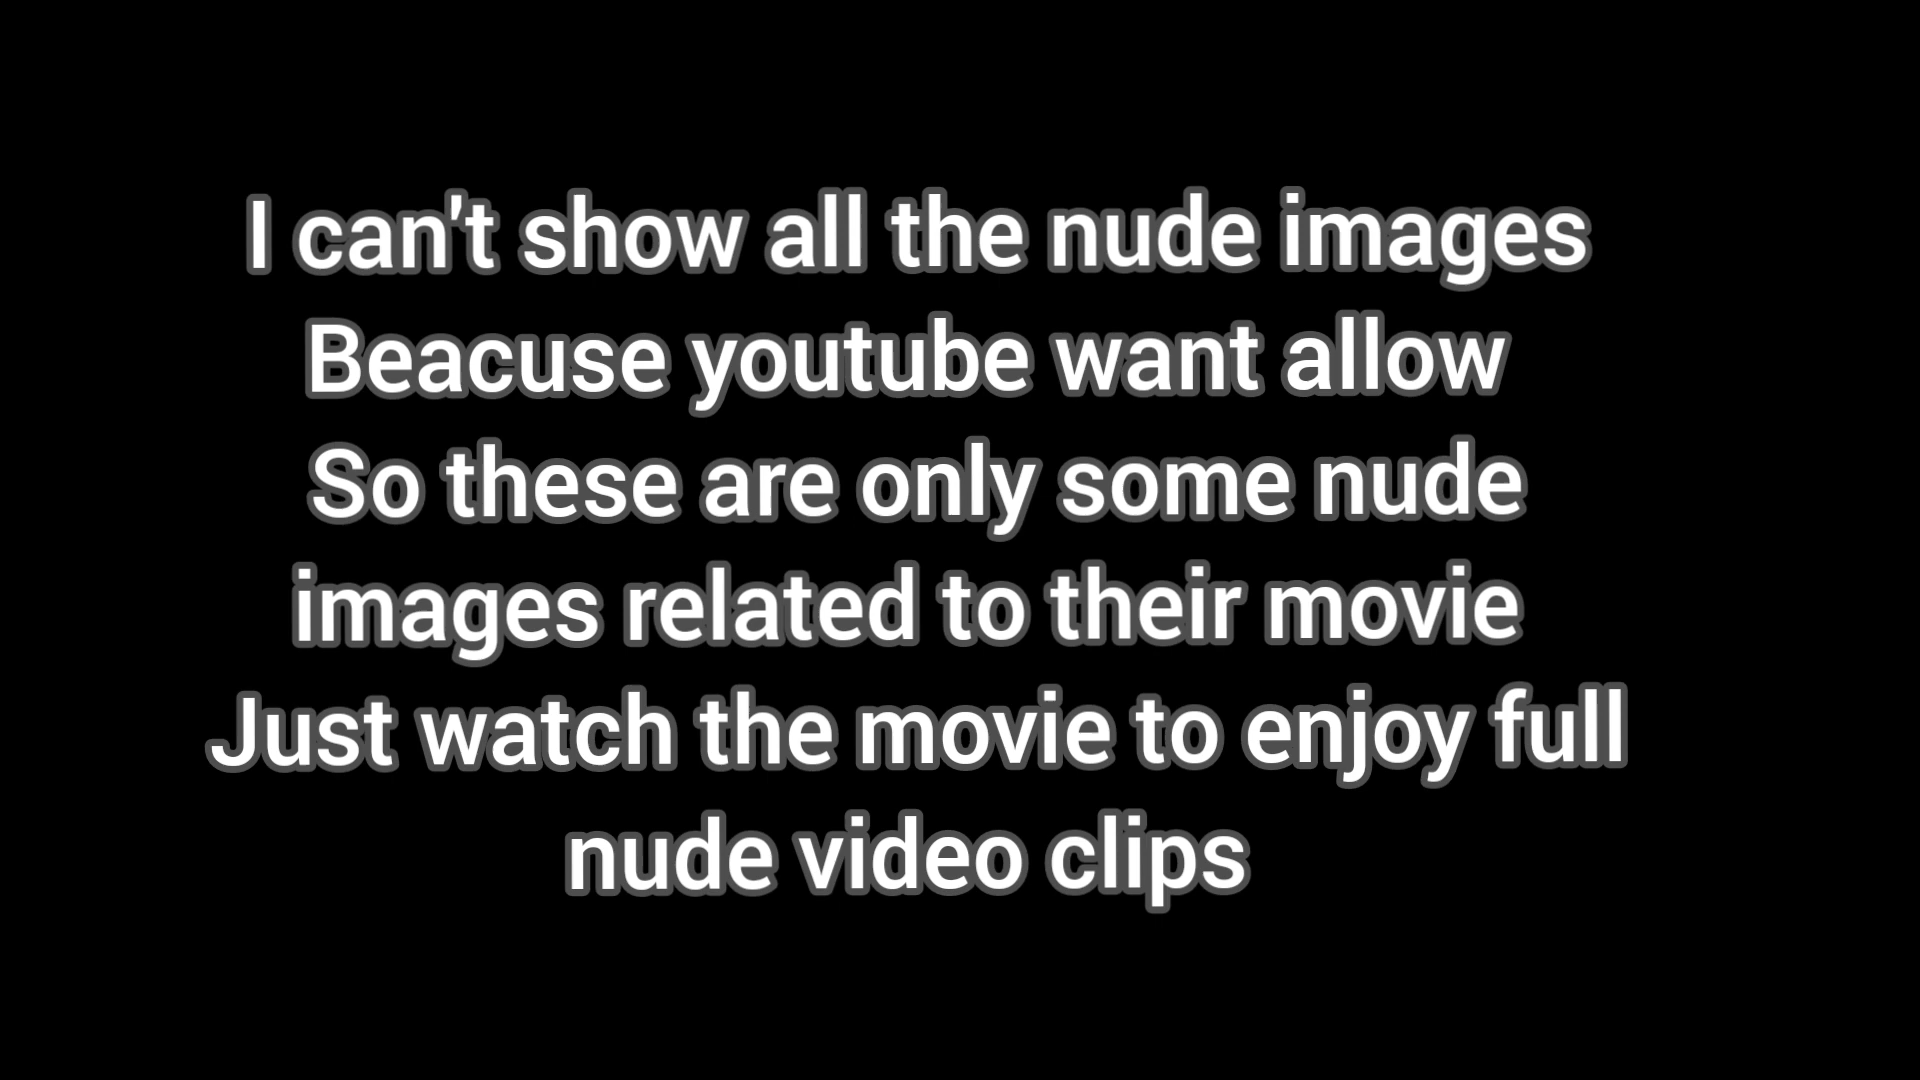 I can't show all the nude images
Beacuse youtube want allow
So these are only some nude
images related to their movie
Just watch the movie to enjoy full
nude video clips